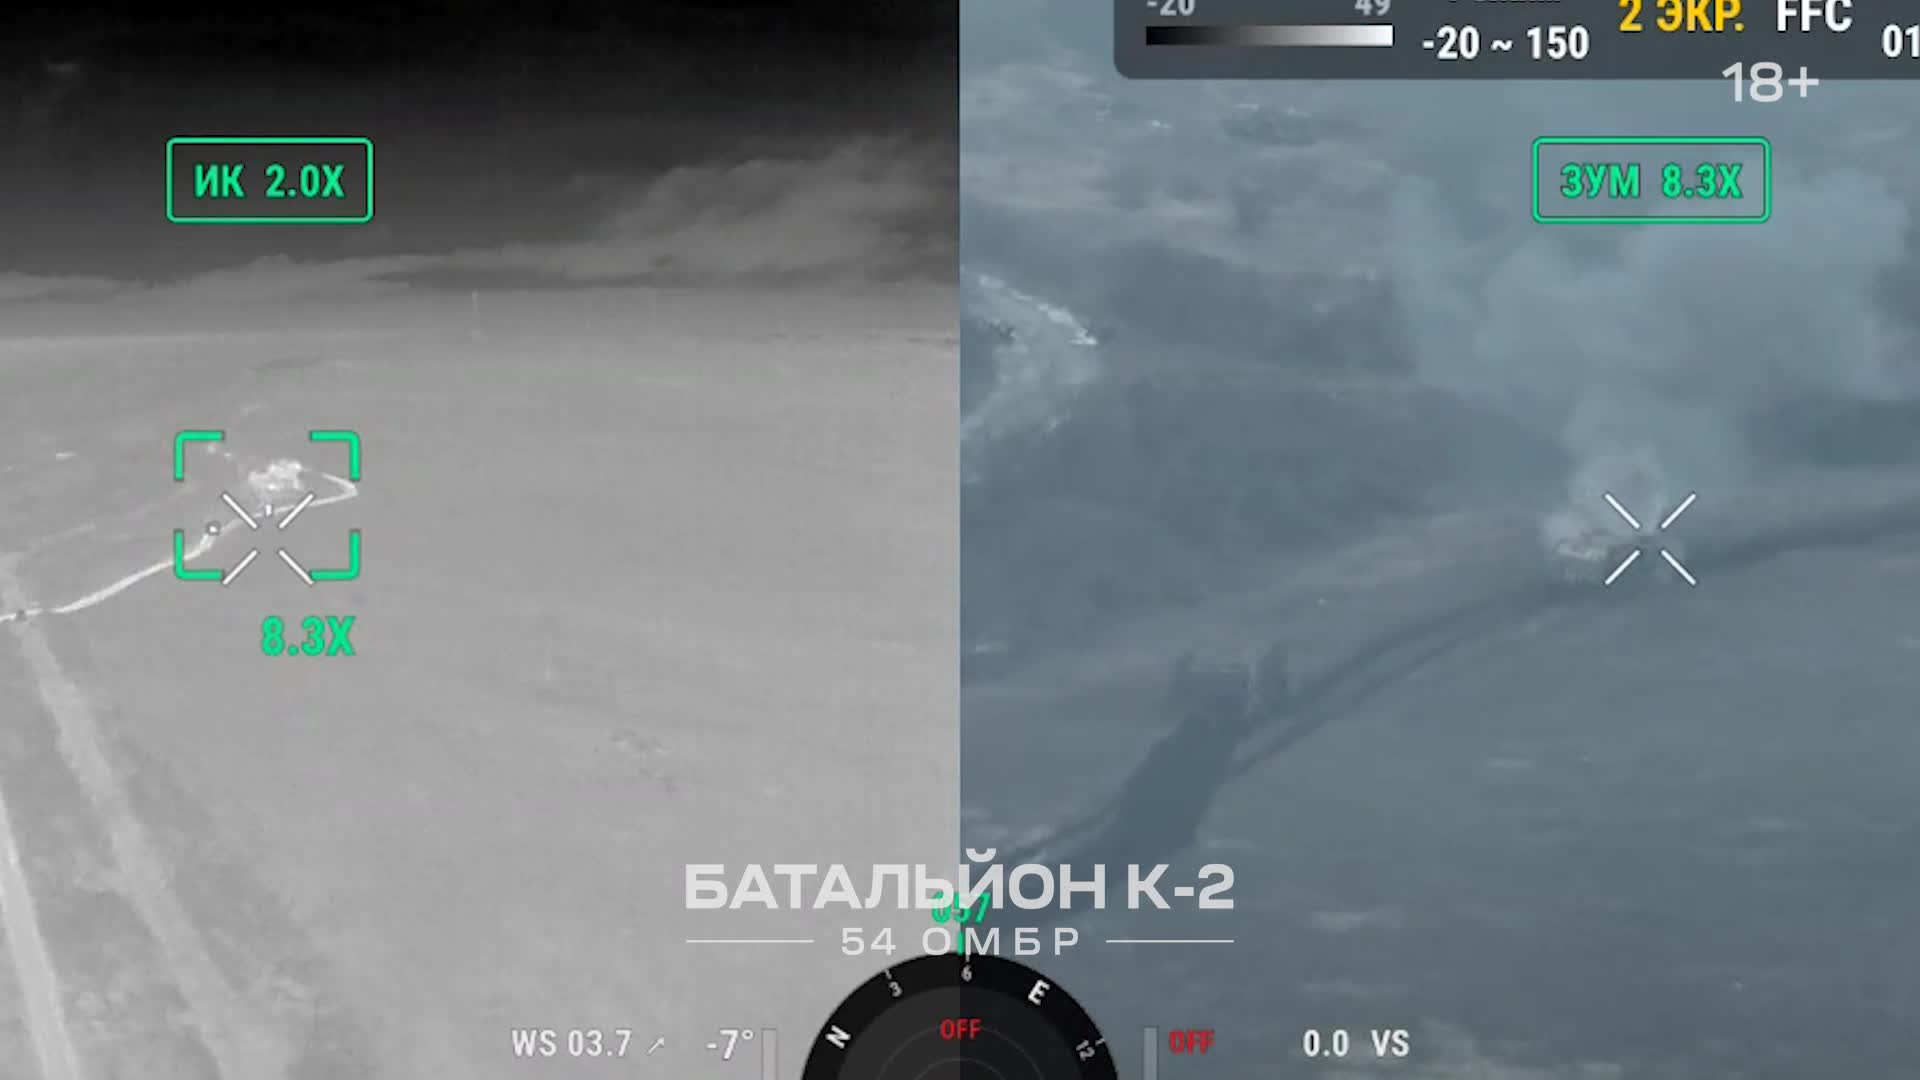 -20 49
-20 ~ 150
2 ЭКР. FFC
01
18+
ИК 2.0X
ЗУМ 8.3X
8.3X
БАТАЛЬЙОН К-2
057
54 ОМБР
N 3 6 E 12
OFF
WS 03.7 -7°
OFF 0.0 VS